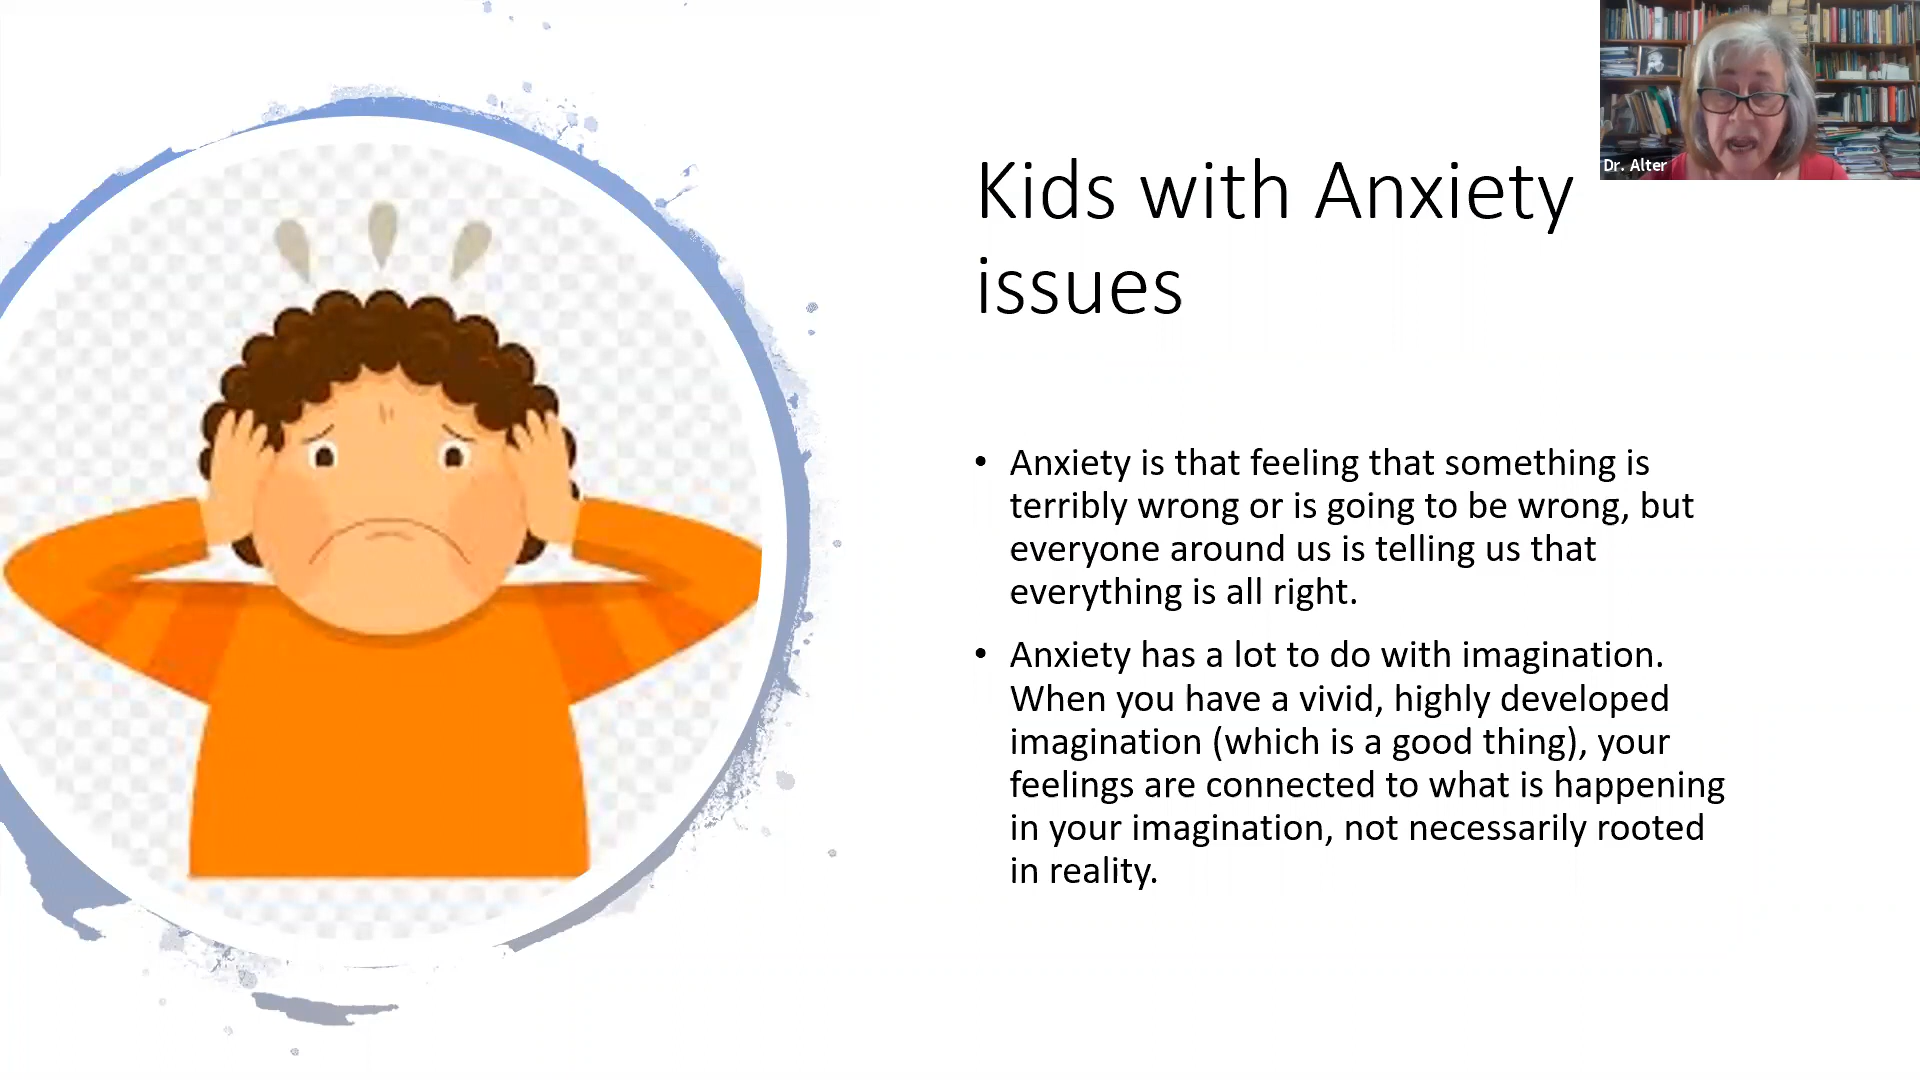 Dr. Alter
Kids with Anxiety
issues
• Anxiety is that feeling that something is
terribly wrong or is going to be wrong, but
everyone around us is telling us that
everything is all right.
• Anxiety has a lot to do with imagination.
When you have a vivid, highly developed
imagination (which is a good thing), your
feelings are connected to what is happening
in your imagination, not necessarily rooted
in reality.